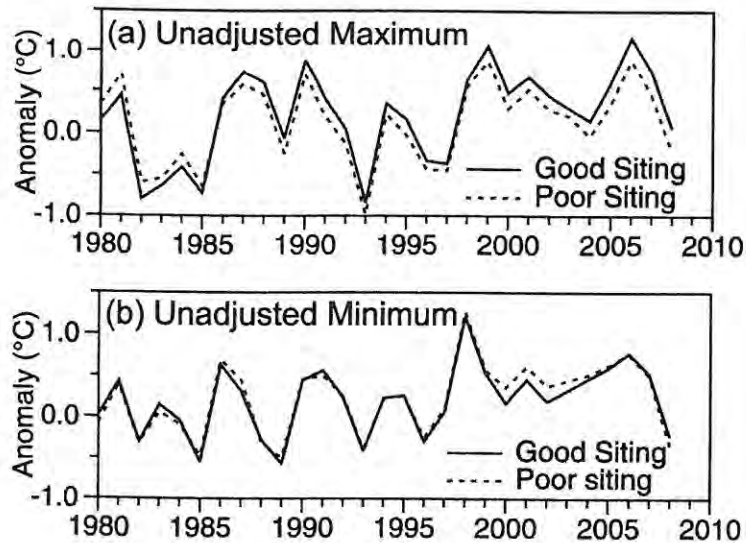 (a) Unadjusted Maximum
Anomaly (°C)
1.0
0.0
-1.0
Good Siting
Poor Siting
1980 1985 1990 1995 2000 2005 2010
(b) Unadjusted Minimum
Anomaly (°C)
1.0
0.0
-1.0
Good Siting
Poor siting
1980 1985 1990 1995 2000 2005 2010